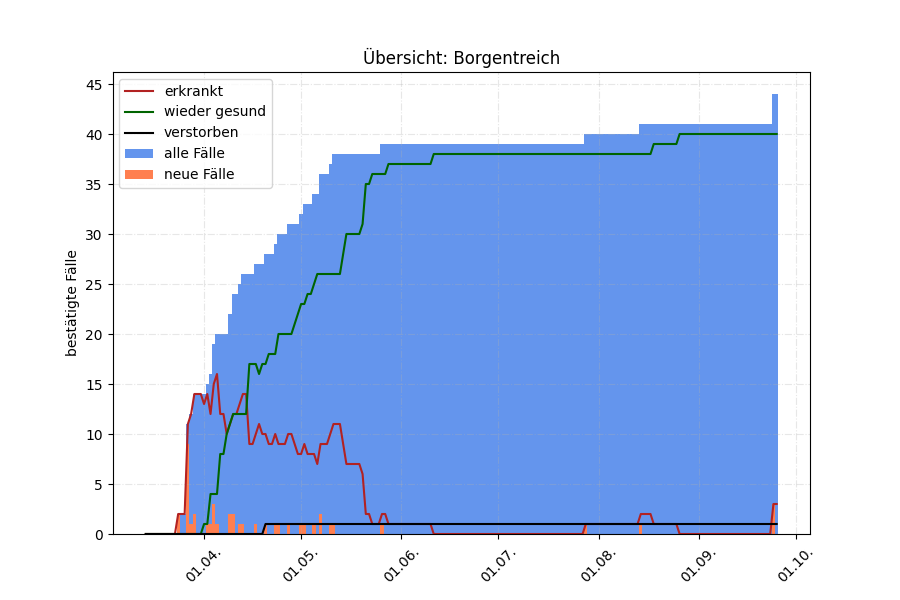 Übersicht: Borgentreich
erkrankt
wieder gesund
verstorben
alle Fälle
neue Fälle
bestätigte Fälle
45
40
35
30
25
20
15
10
5
0
01.04.
01.05.
01.06.
01.07.
01.08.
01.09.
01.10.